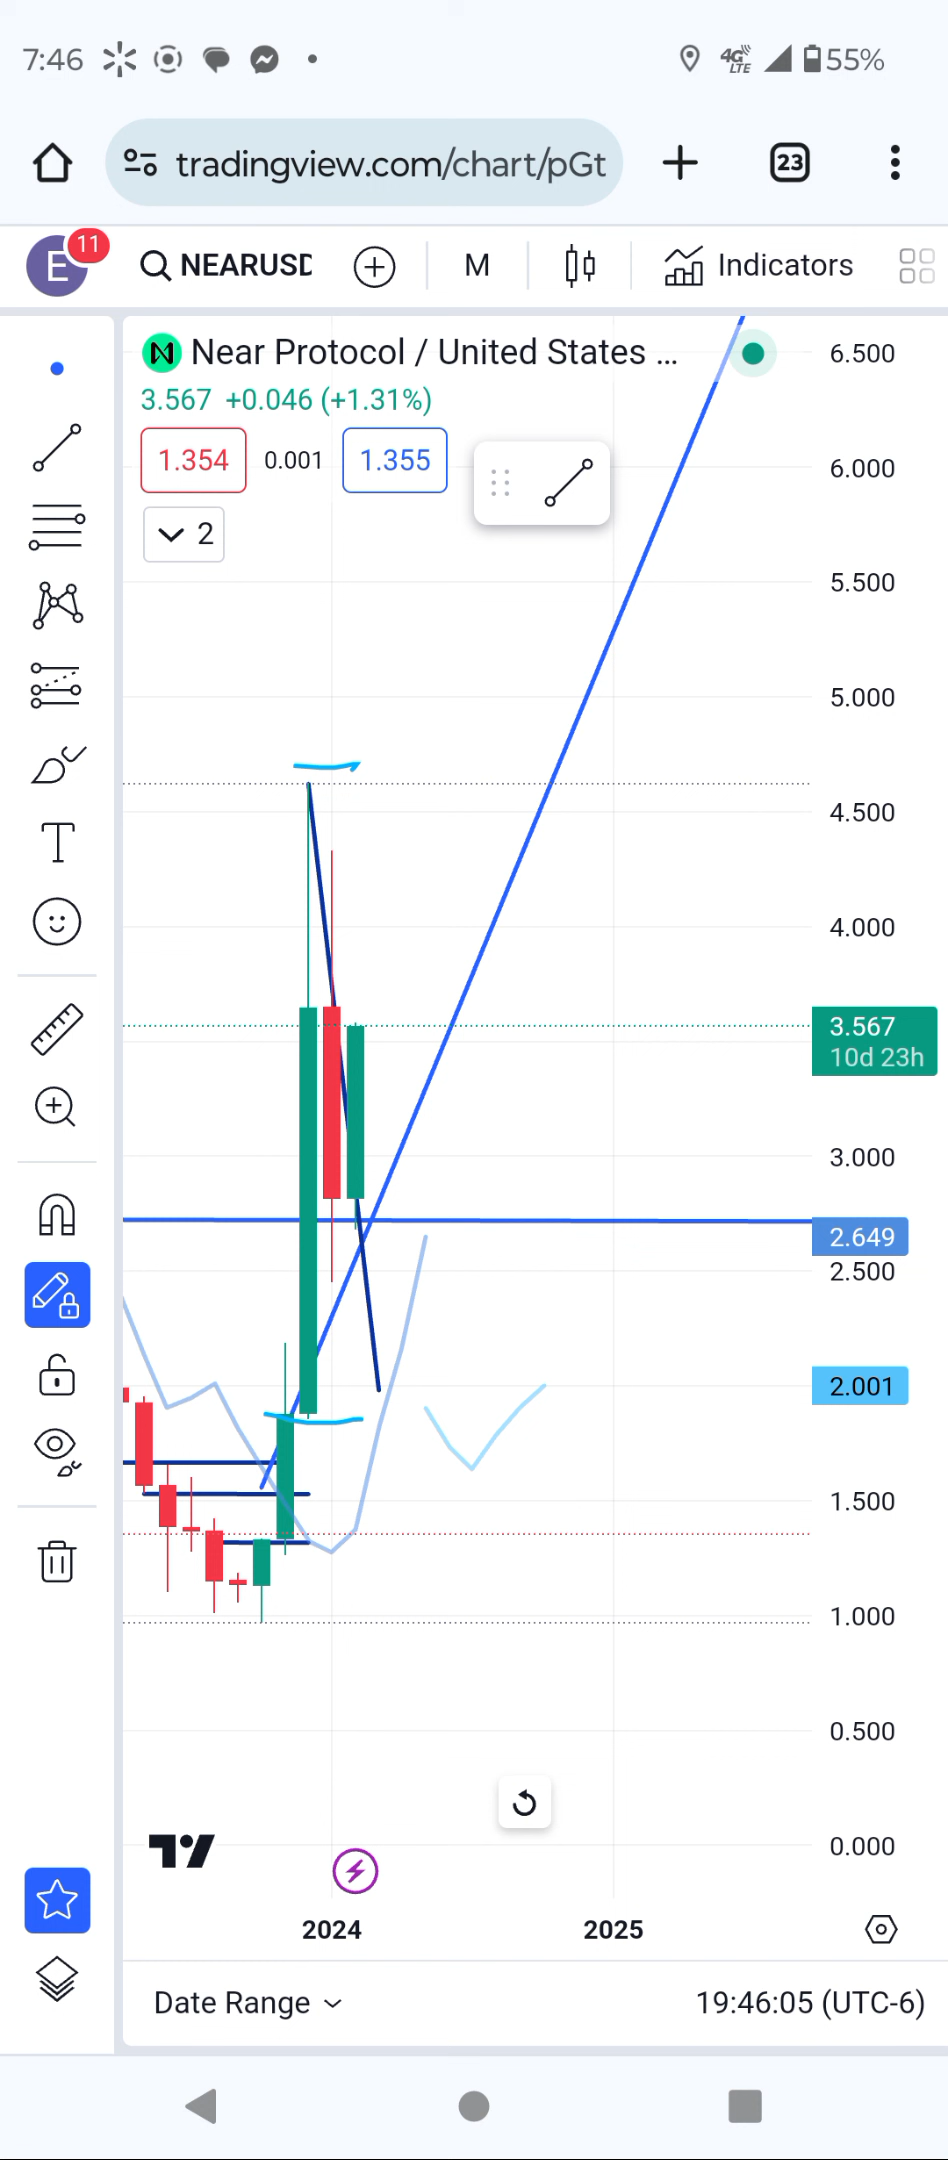 7:46 4G LTE 55%
tradingview.com/chart/pGt 23
E 11 NEARUSD M Indicators
Near Protocol / United States ...
3.567 +0.046 (+1.31%)
1.354 0.001 1.355
2
6.500
6.000
5.500
5.000
4.500
4.000
3.567
10d 23h
3.000
2.649
2.500
2.001
1.500
1.000
0.500
0.000
2024 2025
Date Range 19:46:05 (UTC-6)